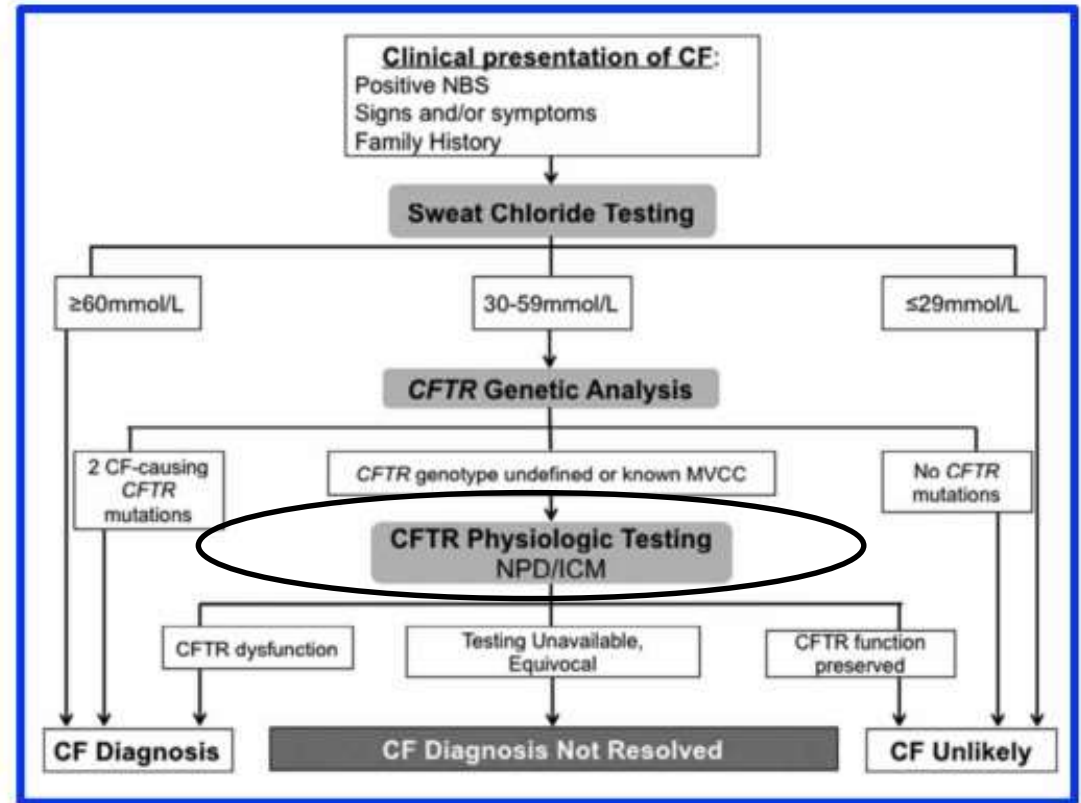 Clinical presentation of CF:
Positive NBS
Signs and/or symptoms
Family History
Sweat Chloride Testing
≥60mmol/L
30-59mmol/L
≤29mmol/L
CFTR Genetic Analysis
2 CF-causing
CFTR
mutations
CFTR genotype undefined or known MVCC
No CFTR
mutations
CFTR Physiologic Testing
NPD/ICM
CFTR dysfunction
Testing Unavailable,
Equivocal
CFTR function
preserved
CF Diagnosis
CF Diagnosis Not Resolved
CF Unlikely